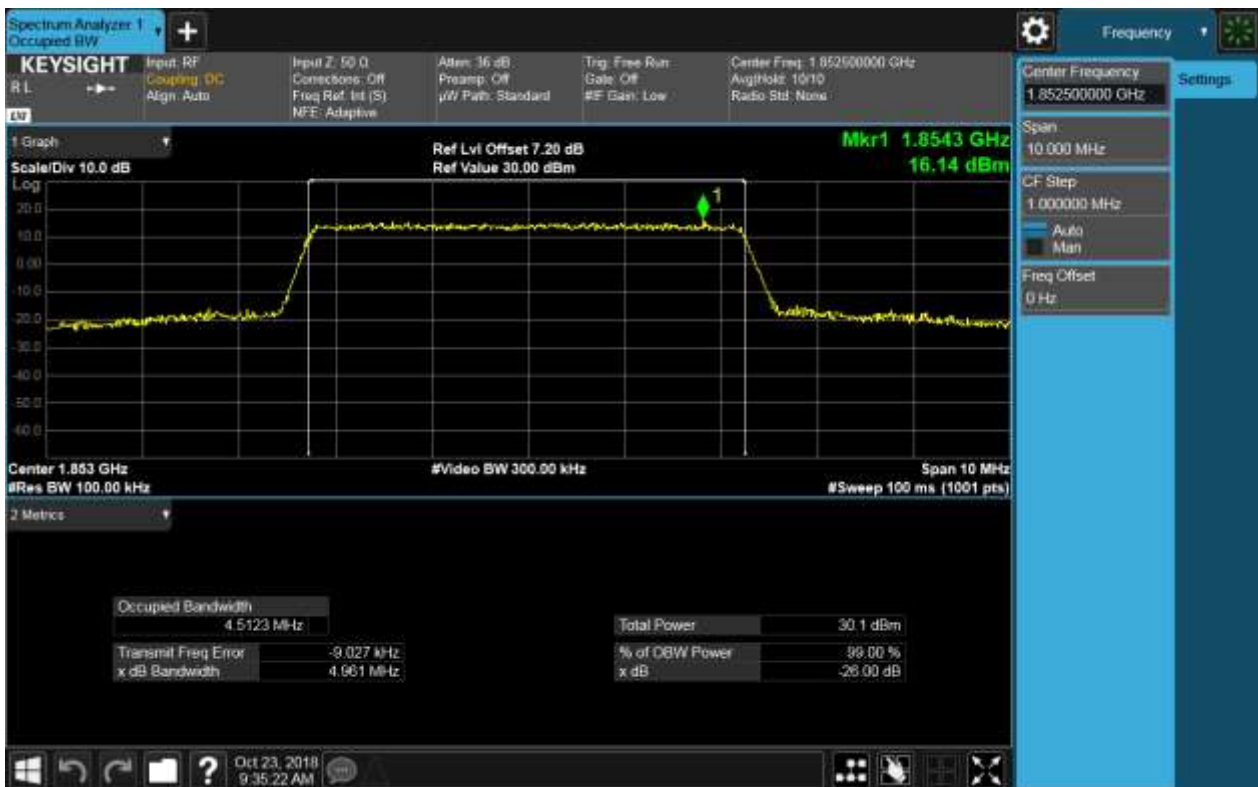 Spectrum Analyzer 1
Occupied BW
Frequency
KEYSIGHT
R L
LXI
Input: RF
Coupling: DC
Align: Auto
Input Z: 50 Ω
Corrections: Off
Freq Ref: Int (S)
NFE: Adaptive
Atten: 36 dB
Preamp: Off
µW Path: Standard
Trig: Free Run
Gate: Off
#IF Gain: Low
Center Freq: 1.852500000 GHz
Avg|Hold: 10/10
Radio Std: None
Center Frequency
1.852500000 GHz
Settings
Span
10.000 MHz
CF Step
1.000000 MHz
Auto
Man
Freq Offset
0 Hz
1 Graph
Scale/Div 10.0 dB
Ref Lvl Offset 7.20 dB
Ref Value 30.00 dBm
Mkr1 1.8543 GHz
16.14 dBm
Log
20.0
10.0
0.00
-10.0
-20.0
-30.0
-40.0
-50.0
-60.0
1
Center 1.853 GHz
#Res BW 100.00 kHz
#Video BW 300.00 kHz
Span 10 MHz
#Sweep 100 ms (1001 pts)
2 Metrics
Occupied Bandwidth
4.5123 MHz
Transmit Freq Error -9.027 kHz
x dB Bandwidth 4.961 MHz
Total Power 30.1 dBm
% of OBW Power 99.00 %
x dB -26.00 dB
?
Oct 23, 2018
9:35:22 AM